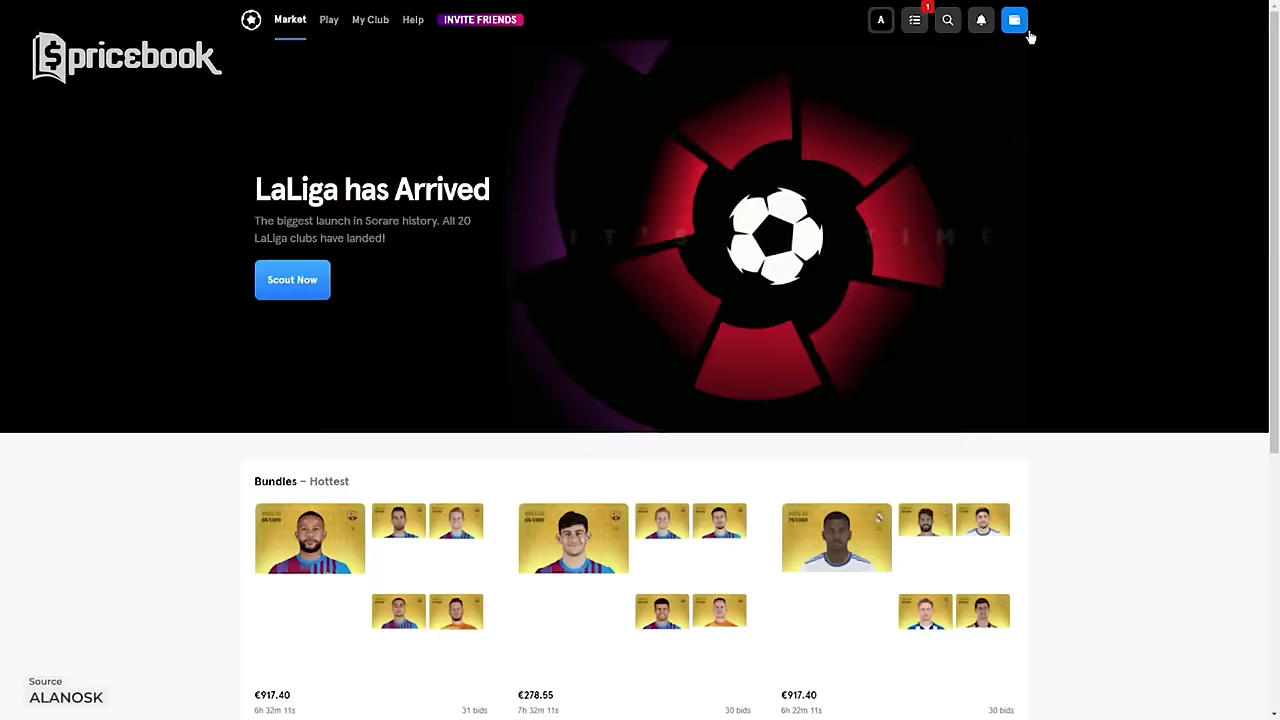 Market Play My Club Help INVITE FRIENDS A 1
pricebook
LaLiga has Arrived
The biggest launch in Sorare history. All 20
LaLiga clubs have landed!
IT'S TIME
Scout Now
Bundles – Hottest
€917.40
6h 32m 11s 31 bids
€278.55
7h 32m 11s 30 bids
€917.40
6h 22m 11s 30 bids
Source
ALANOSK